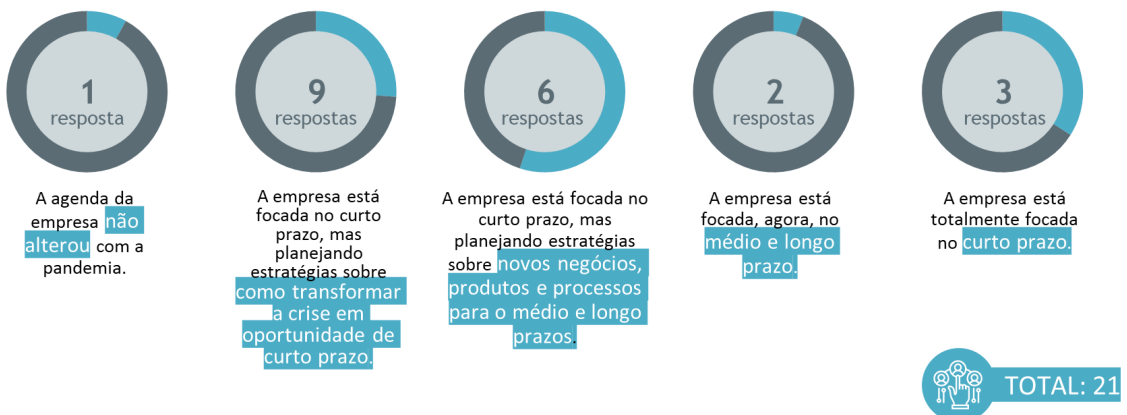 1
resposta
A agenda da
empresa não
alterou com a
pandemia.
9
respostas
A empresa está
focada no curto
prazo, mas
planejando
estratégias sobre
como transformar
a crise em
oportunidade de
curto prazo.
6
respostas
A empresa está focada no
curto prazo, mas
planejando estratégias
sobre novos negócios,
produtos e processos
para o médio e longo
prazos.
2
respostas
A empresa está
focada, agora, no
médio e longo
prazo.
3
respostas
A empresa está
totalmente focada
no curto prazo.
TOTAL: 21